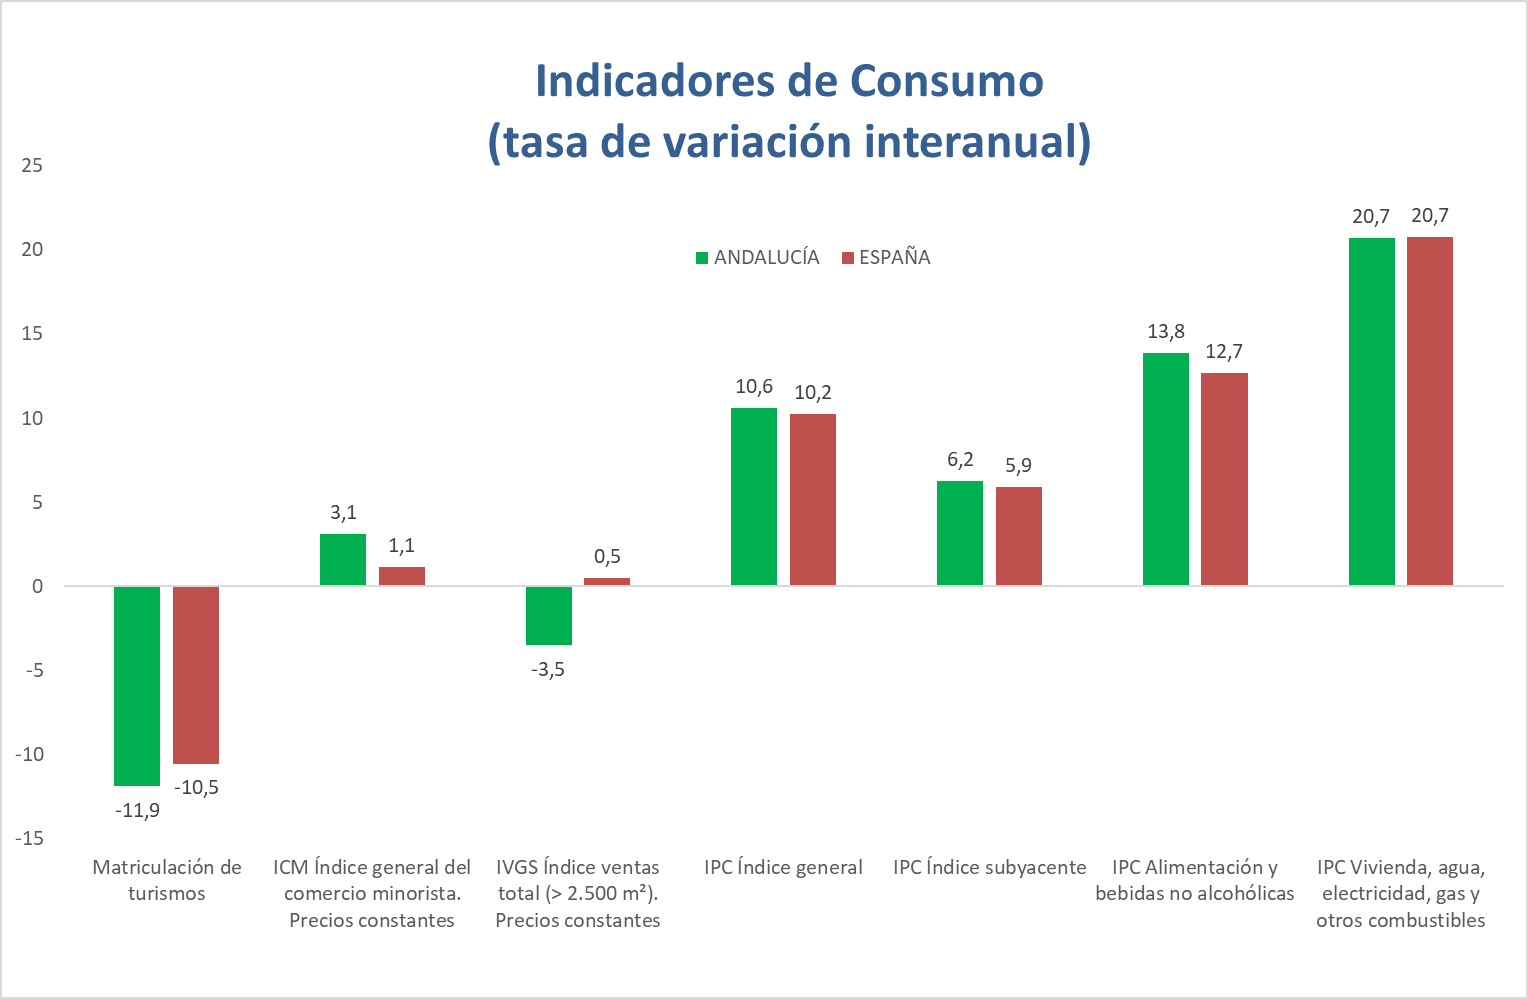 Indicadores de Consumo
(tasa de variación interanual)
25
20
15
10
5
0
-5
-10
-15
ANDALUCÍA
ESPAÑA
-11,9
-10,5
3,1
1,1
-3,5
0,5
10,6
10,2
6,2
5,9
13,8
12,7
20,7
20,7
Matriculación de
turismos
ICM Índice general del
comercio minorista.
Precios constantes
IVGS Índice ventas
total (> 2.500 m²).
Precios constantes
IPC Índice general
IPC Índice subyacente
IPC Alimentación y
bebidas no alcohólicas
IPC Vivienda, agua,
electricidad, gas y
otros combustibles